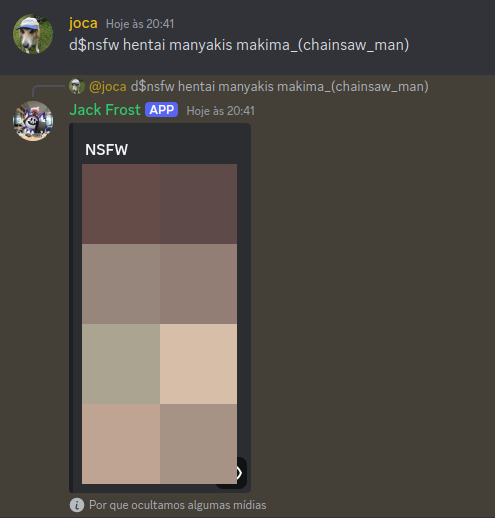 joca Hoje às 20:41
d$nsfw hentai manyakis makima_(chainsaw_man)
@joca d$nsfw hentai manyakis makima_(chainsaw_man)
Jack Frost APP Hoje às 20:41
NSFW
Por que ocultamos algumas mídias